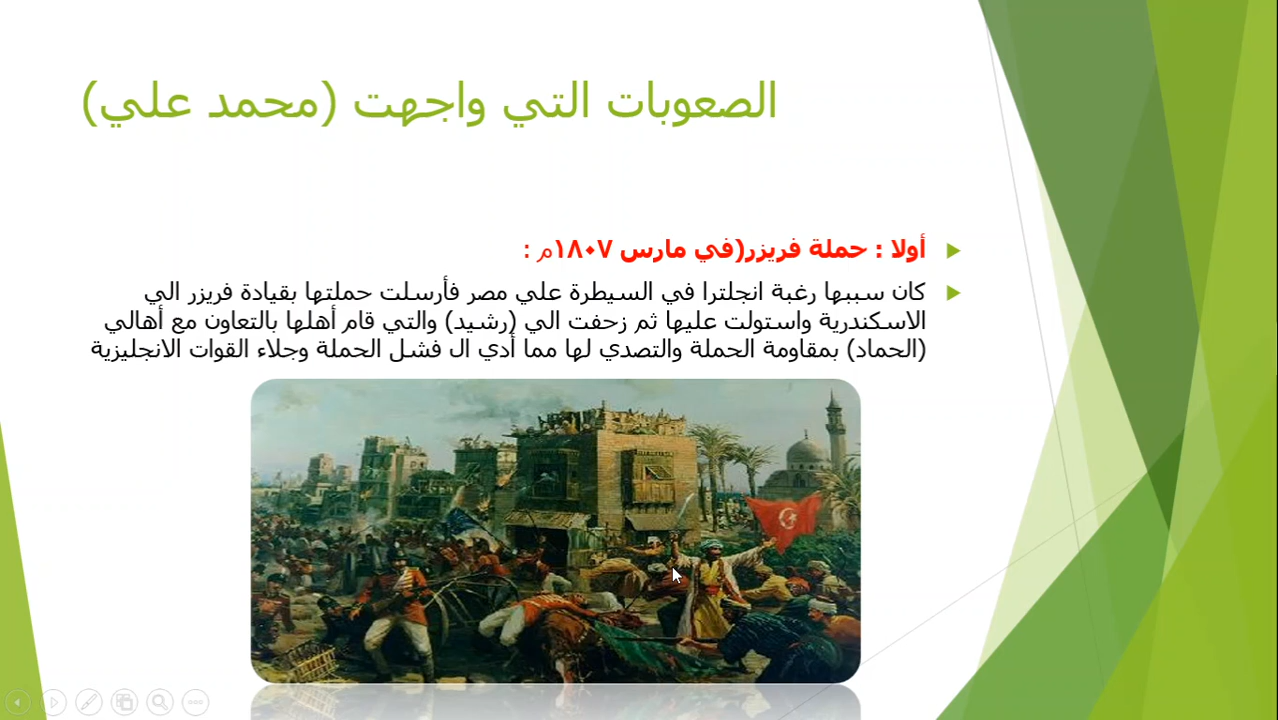 الصعوبات التي واجهت (محمد علي)
أولا : حملة فريزر(في مارس ١٨٠٧م :
كان سببها رغبة انجلترا في السيطرة علي مصر فأرسلت حملتها بقيادة فريزر الي
الاسكندرية واستولت عليها ثم زحفت الي (رشيد) والتي قام أهلها بالتعاون مع أهالي
(الحماد) بمقاومة الحملة والتصدي لها مما أدي ال فشل الحملة وجلاء القوات الانجليزية